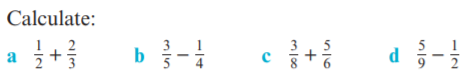 Calculate:
a 1/2 + 2/3 b 3/5 − 1/4 c 3/8 + 5/6 d 5/9 − 1/2